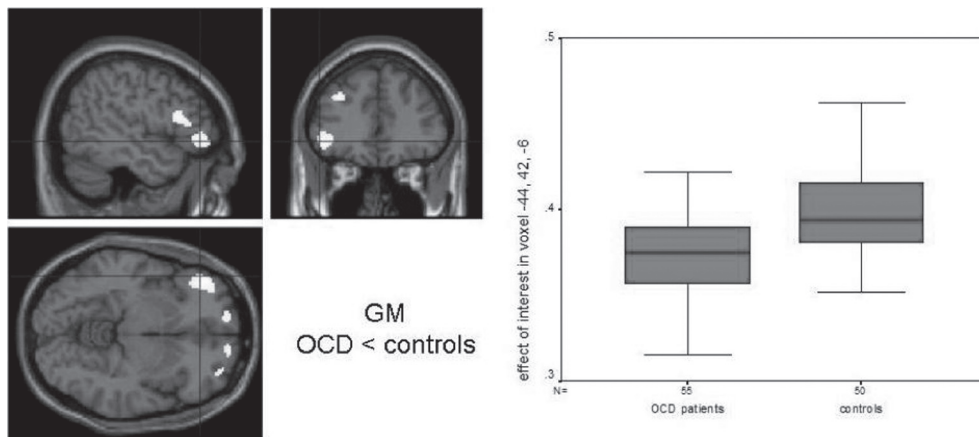 GM
OCD < controls
effect of interest in voxel -44, 42, -6
.5
.4
.3
N=
55
50
OCD patients
controls